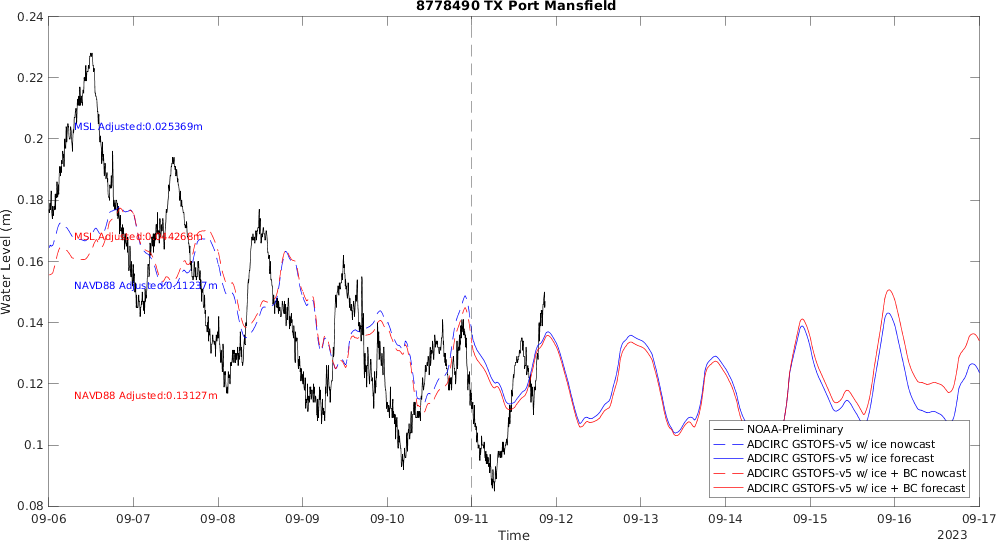 8778490 TX Port Mansfield
Water Level (m)
0.24
0.22
0.2
0.18
0.16
0.14
0.12
0.1
0.08
MSL Adjusted:0.025369m
MSL Adjusted:0.044268m
NAVD88 Adjusted:0.11237m
NAVD88 Adjusted:0.13127m
NOAA-Preliminary
ADCIRC GSTOFS-v5 w/ ice nowcast
ADCIRC GSTOFS-v5 w/ ice forecast
ADCIRC GSTOFS-v5 w/ ice + BC nowcast
ADCIRC GSTOFS-v5 w/ ice + BC forecast
09-06 09-07 09-08 09-09 09-10 09-11 09-12 09-13 09-14 09-15 09-16 09-17
Time
2023